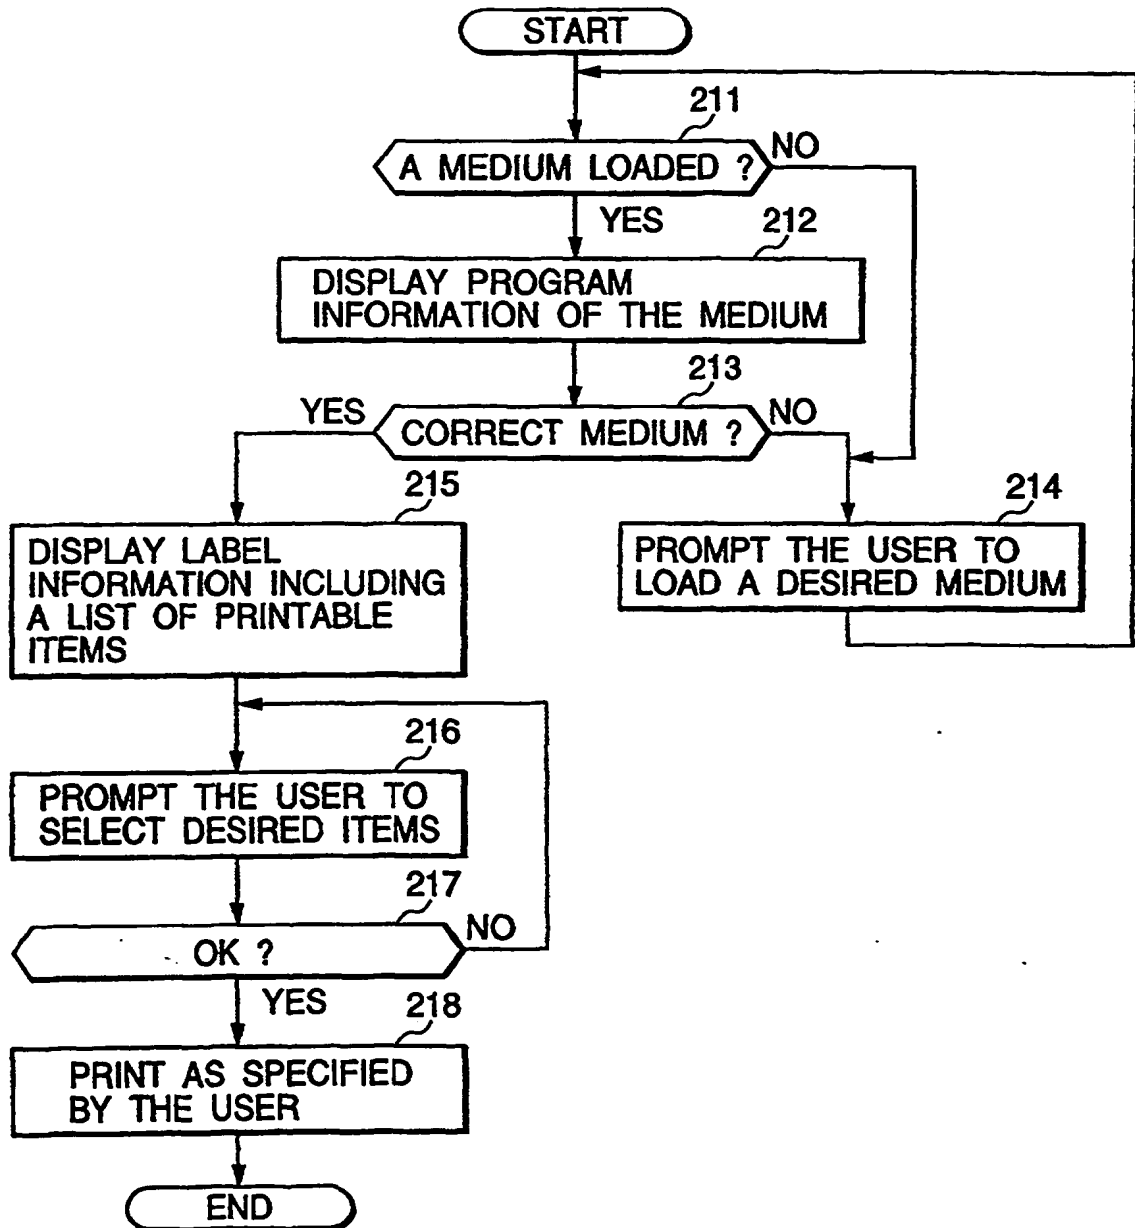 START
211
A MEDIUM LOADED ?
NO
YES
212
DISPLAY PROGRAM
INFORMATION OF THE MEDIUM
213
YES
CORRECT MEDIUM ?
NO
215
214
DISPLAY LABEL
INFORMATION INCLUDING
A LIST OF PRINTABLE
ITEMS
PROMPT THE USER TO
LOAD A DESIRED MEDIUM
216
PROMPT THE USER TO
SELECT DESIRED ITEMS
217
OK ?
NO
YES
218
PRINT AS SPECIFIED
BY THE USER
END